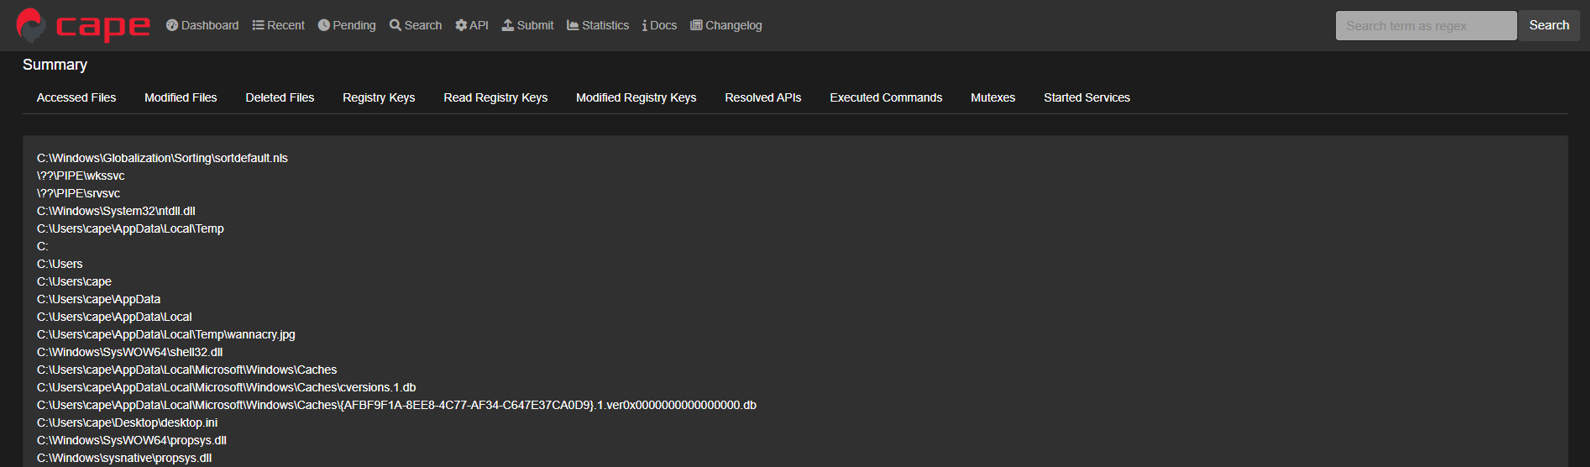 cape Dashboard Recent Pending Search API Submit Statistics Docs Changelog Search term as regex Search
Summary
Accessed Files Modified Files Deleted Files Registry Keys Read Registry Keys Modified Registry Keys Resolved APIs Executed Commands Mutexes Started Services
C:\Windows\Globalization\Sorting\sortdefault.nls
\??\PIPE\wkssvc
\??\PIPE\srvsvc
C:\Windows\System32\ntdll.dll
C:\Users\cape\AppData\Local\Temp
C:
C:\Users
C:\Users\cape
C:\Users\cape\AppData
C:\Users\cape\AppData\Local
C:\Users\cape\AppData\Local\Temp\wannacry.jpg
C:\Windows\SysWOW64\shell32.dll
C:\Users\cape\AppData\Local\Microsoft\Windows\Caches
C:\Users\cape\AppData\Local\Microsoft\Windows\Caches\cversions.1.db
C:\Users\cape\AppData\Local\Microsoft\Windows\Caches\{AFBF9F1A-8EE8-4C77-AF34-C647E37CA0D9}.1.ver0x0000000000000000.db
C:\Users\cape\Desktop\desktop.ini
C:\Windows\SysWOW64\propsys.dll
C:\Windows\sysnative\propsys.dll